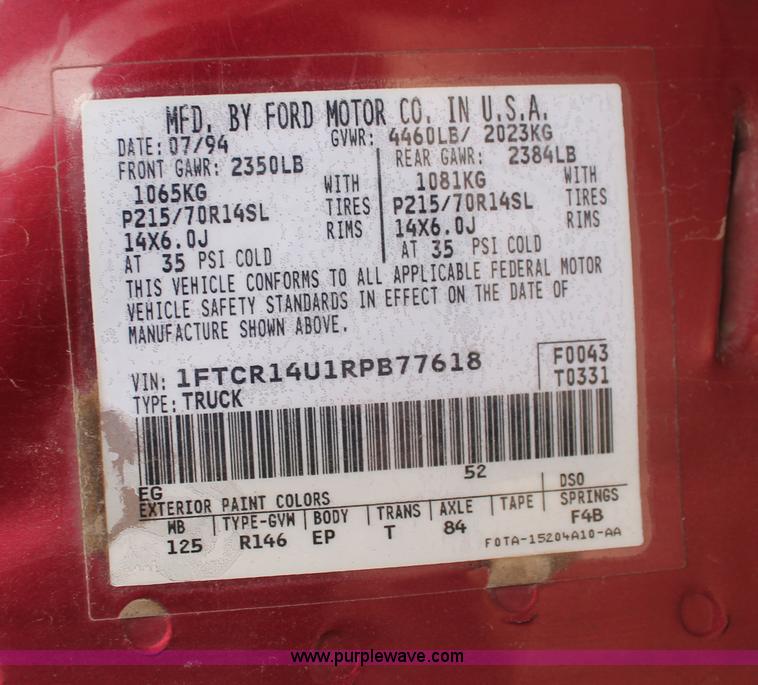 MFD. BY FORD MOTOR CO. IN U.S.A.
DATE: 07/94 GVWR: 4460LB/ 2023KG
FRONT GAWR: 2350LB REAR GAWR: 2384LB
1065KG WITH 1081KG WITH
P215/70R14SL TIRES P215/70R14SL TIRES
14X6.0J RIMS 14X6.0J RIMS
AT 35 PSI COLD AT 35 PSI COLD
THIS VEHICLE CONFORMS TO ALL APPLICABLE FEDERAL MOTOR
VEHICLE SAFETY STANDARDS IN EFFECT ON THE DATE OF
MANUFACTURE SHOWN ABOVE.
VIN: 1FTCR14U1RPB77618 F0043
TYPE: TRUCK T0331
EG 52
EXTERIOR PAINT COLORS DSO
WB TYPE-GVW BODY TRANS AXLE TAPE SPRINGS
125 R146 EP T 84 F4B
F0TA-15204A10-AA
www.purplewave.com